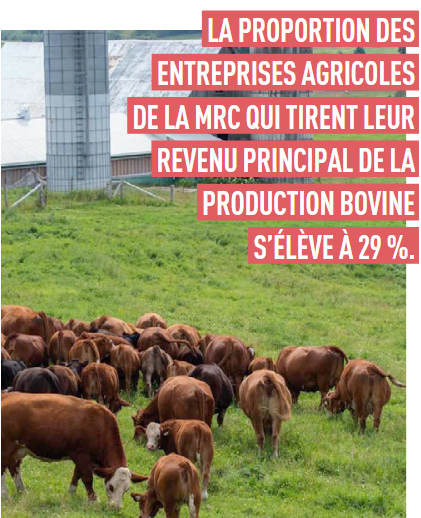 LA PROPORTION DES
ENTREPRISES AGRICOLES
DE LA MRC QUI TIRENT LEUR
REVENU PRINCIPAL DE LA
PRODUCTION BOVINE
S’ÉLÈVE À 29 %.